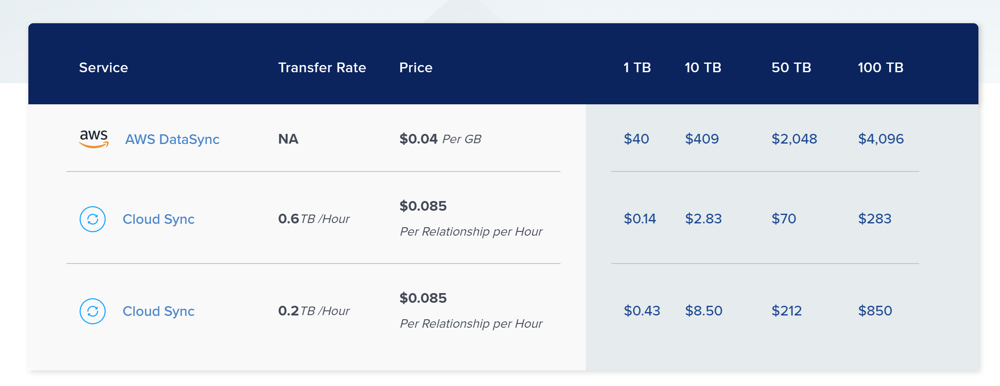 Service Transfer Rate Price 1 TB 10 TB 50 TB 100 TB
aws AWS DataSync NA $0.04 Per GB $40 $409 $2,048 $4,096
Cloud Sync 0.6 TB /Hour $0.085 Per Relationship per Hour $0.14 $2.83 $70 $283
Cloud Sync 0.2 TB /Hour $0.085 Per Relationship per Hour $0.43 $8.50 $212 $850